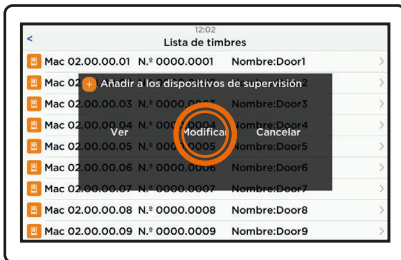 12:02
<
Lista de timbres
Mac 02.00.00.01 N.º 0000.0001 Nombre:Door1
Mac 02
+ Añadir a los dispositivos de supervisión
Mac 02.00.00.03 N.º 0000.0003 Nombre:Door3
Mac 02.00.00.04 N.º 0000.0004 Nombre:Door4
Ver Modificar Cancelar
Mac 02.00.00.05 N.º 0000.0005 Nombre:Door5
Mac 02.00.00.06 N.º 0000.0006 Nombre:Door6
Mac 02.00.00.07 N.º 0000.0007 Nombre:Door7
Mac 02.00.00.08 N.º 0000.0008 Nombre:Door8
Mac 02.00.00.09 N.º 0000.0009 Nombre:Door9